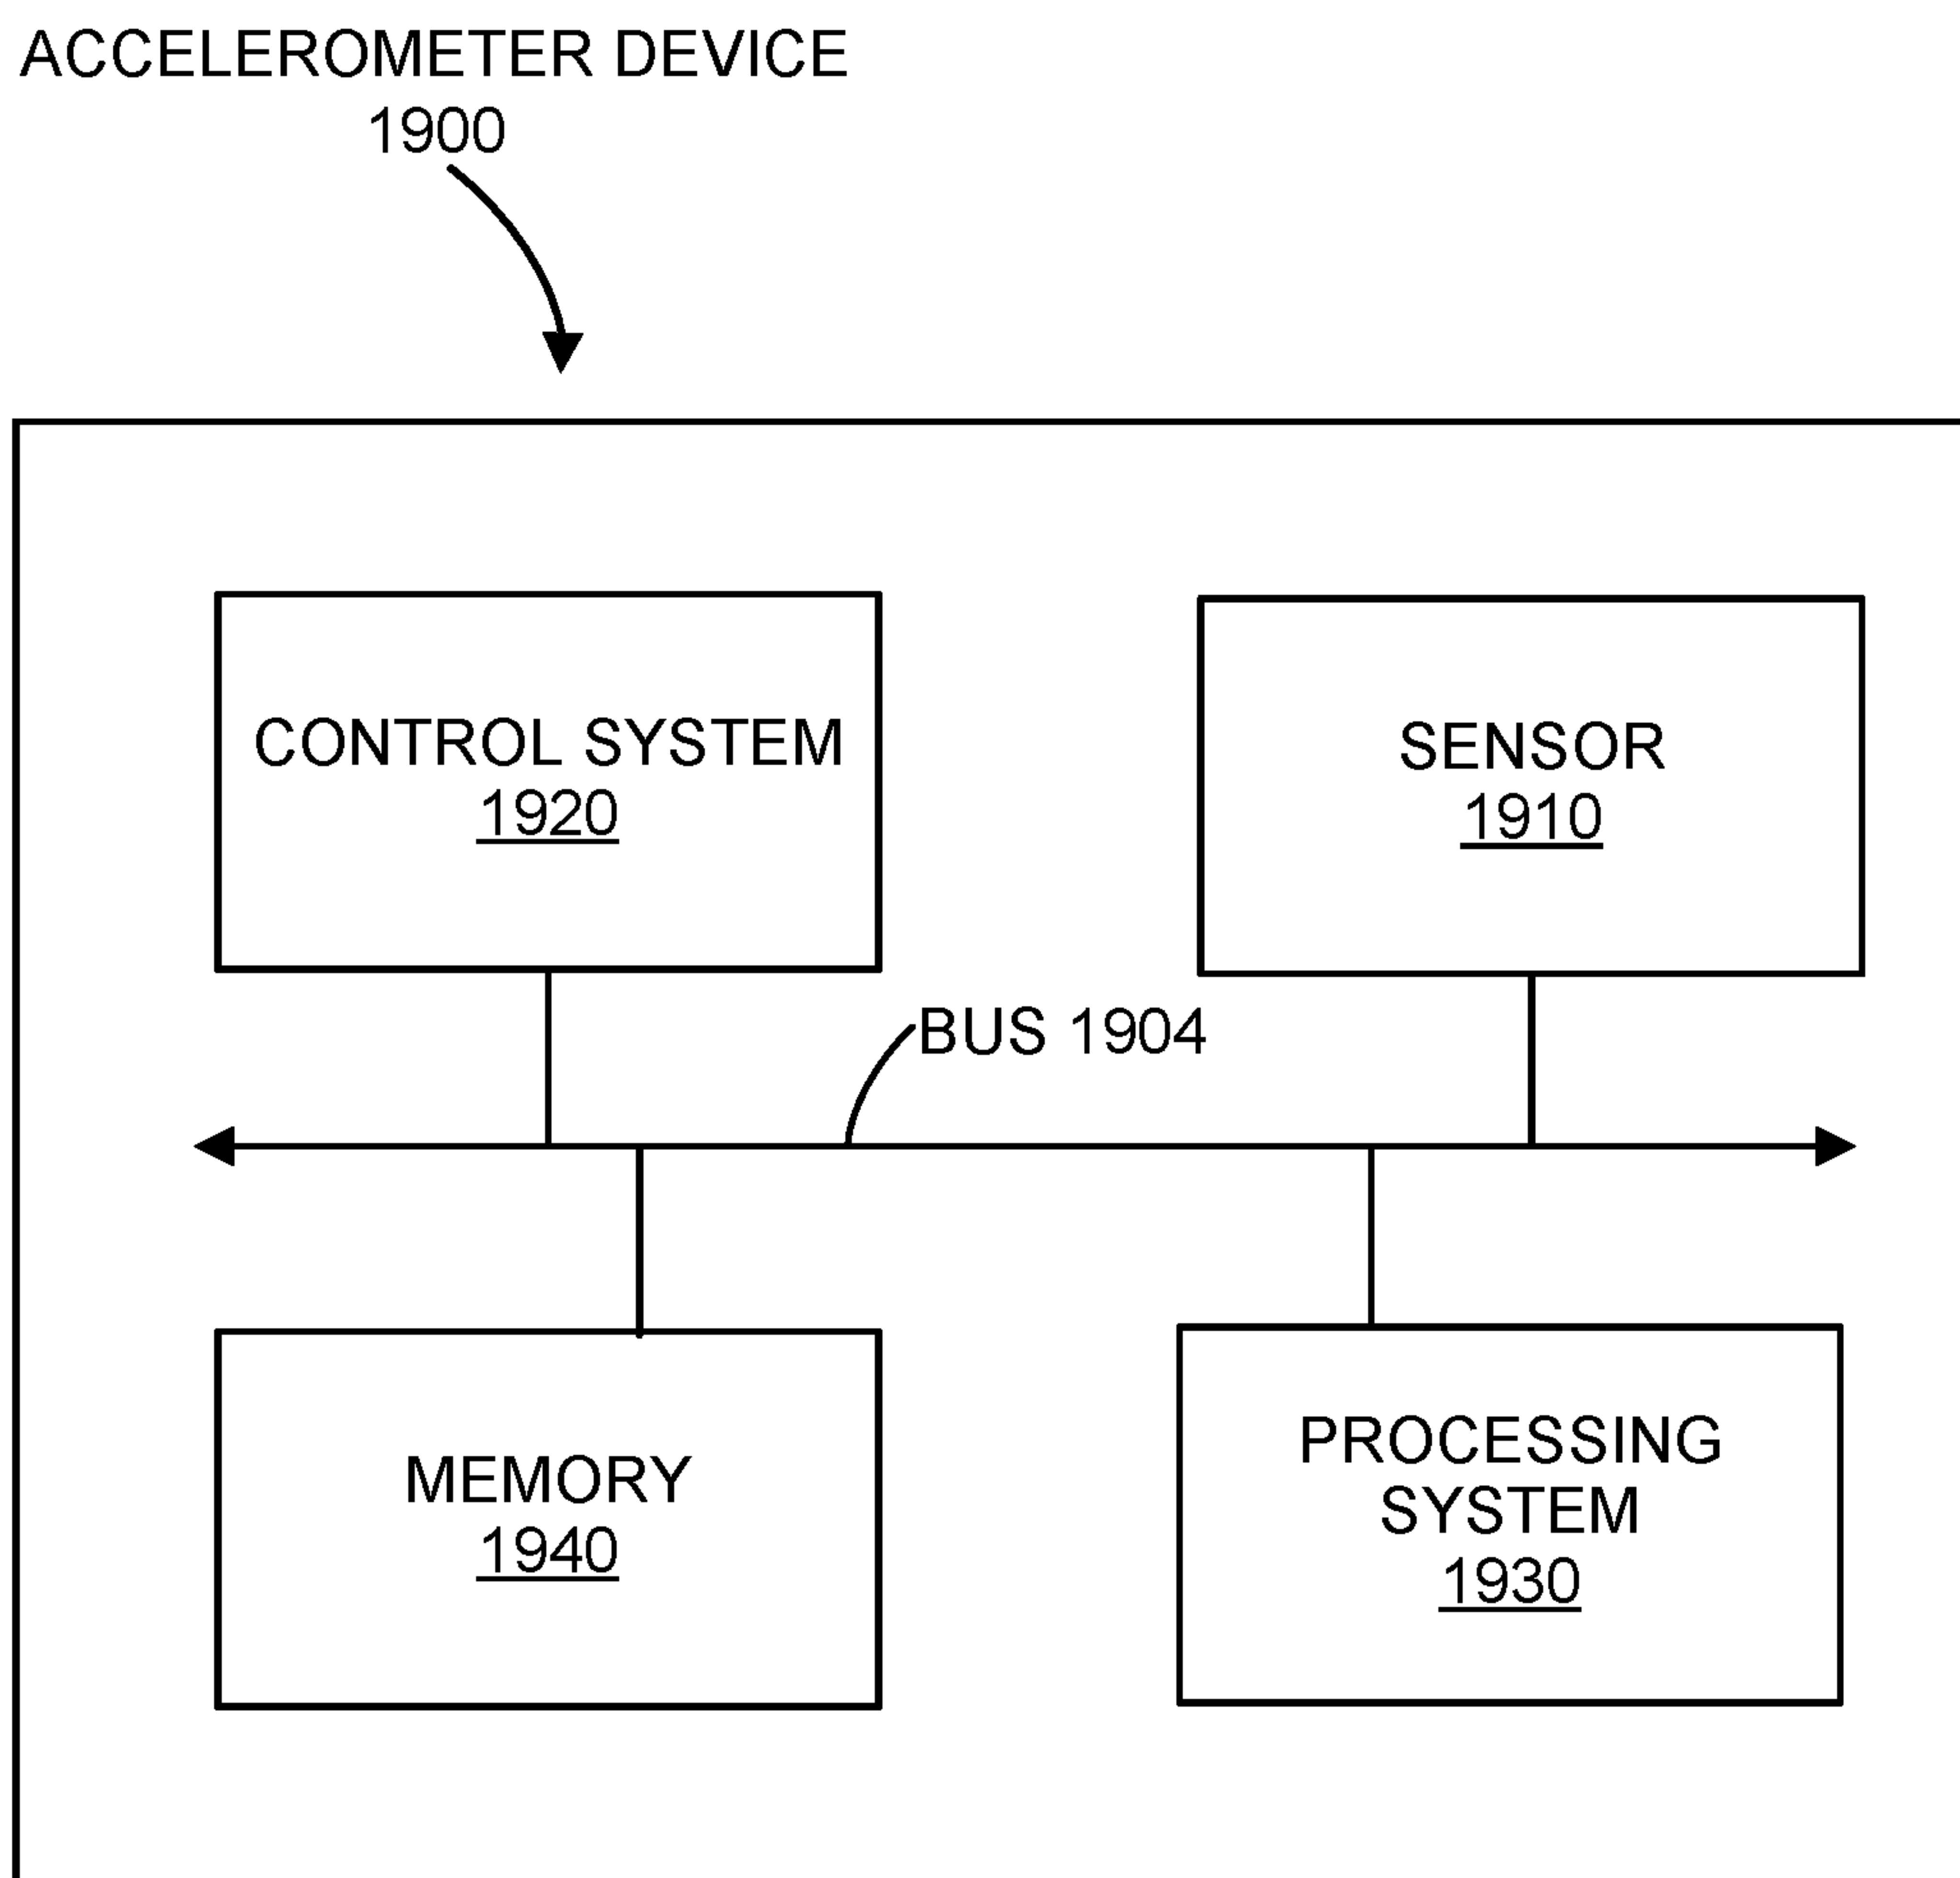 ACCELEROMETER DEVICE
1900
CONTROL SYSTEM
1920
SENSOR
1910
BUS 1904
MEMORY
1940
PROCESSING
SYSTEM
1930